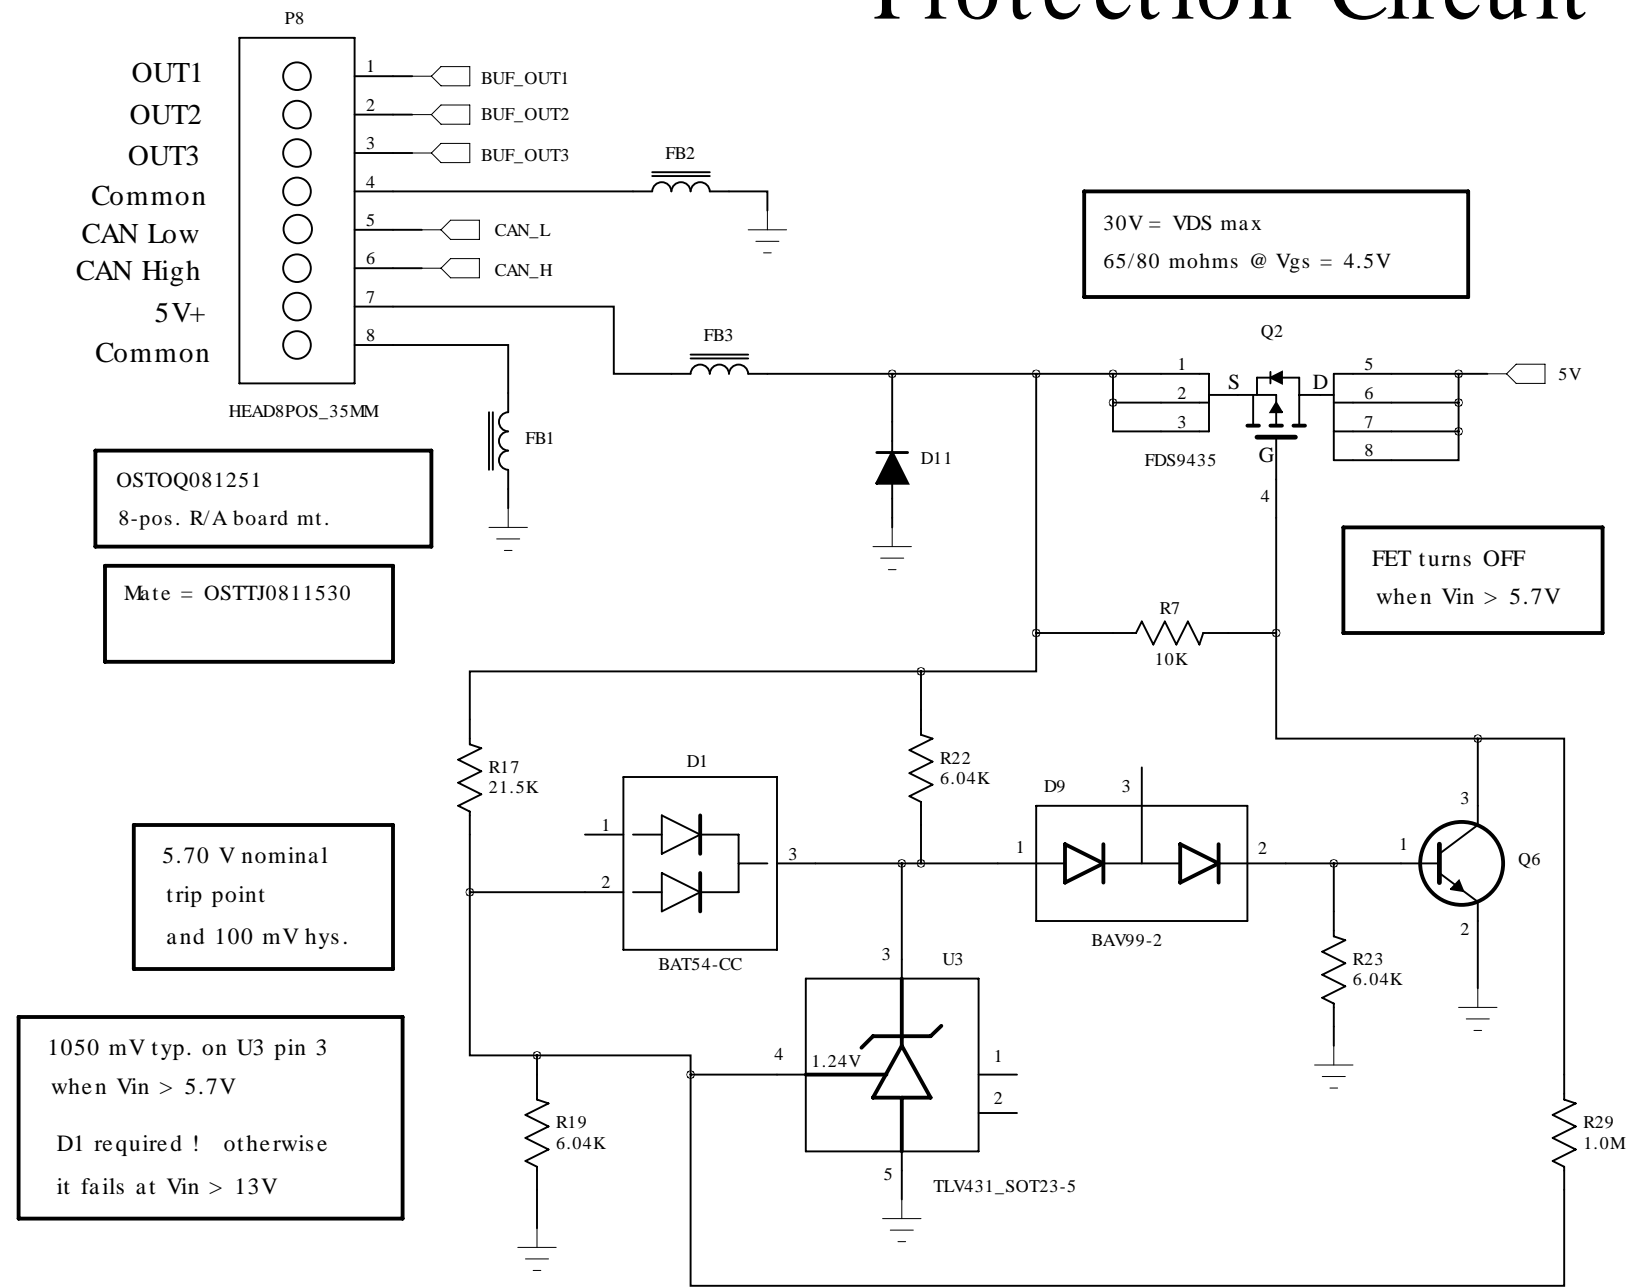 Protection Circuit
P8
OUT1
OUT2
OUT3
Common
CAN Low
CAN High
5V+
Common
1
2
3
4
5
6
7
8
BUF_OUT1
BUF_OUT2
BUF_OUT3
CAN_L
CAN_H
HEAD8POS_35MM
FB2
FB3
FB1
OSTOQ081251
8-pos. R/A board mt.
Mate = OSTTJ0811530
30V = VDS max
65/80 mohms @ Vgs = 4.5V
Q2
1
2
3
S
D
G
4
5
6
7
8
5V
FDS9435
D11
FET turns OFF
when Vin > 5.7V
R7
10K
R17
21.5K
D1
1
2
3
BAT54-CC
R22
6.04K
D9
3
1
2
BAV99-2
3
1
2
Q6
R23
6.04K
5.70 V nominal
trip point
and 100 mV hys.
1050 mV typ. on U3 pin 3
when Vin > 5.7V
D1 required ! otherwise
it fails at Vin > 13V
R19
6.04K
3
U3
4
1.24V
1
2
5
TLV431_SOT23-5
R29
1.0M